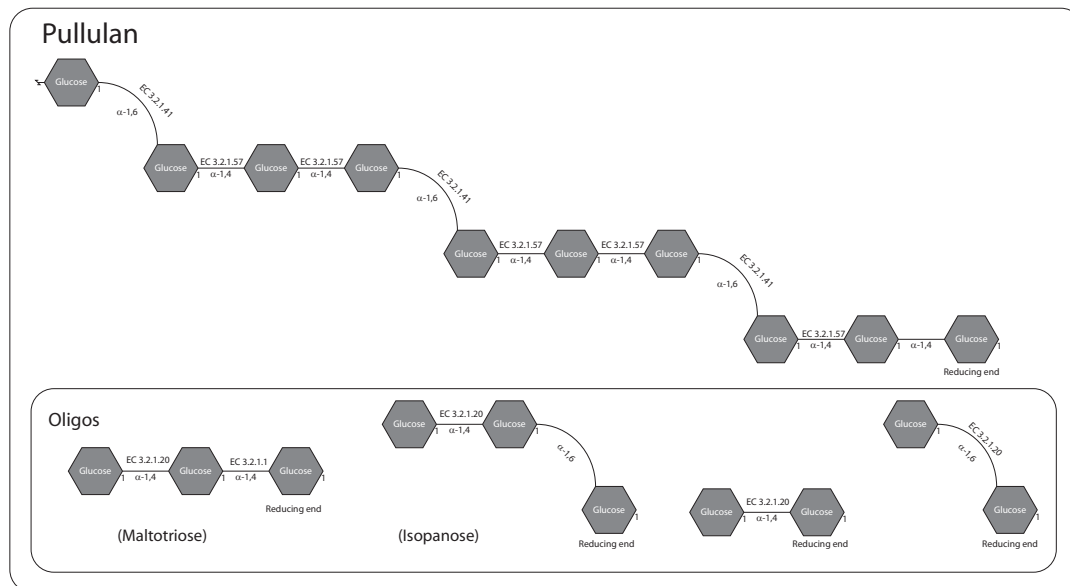 Pullulan
Glucose
1
EC 3.2.1.41
α-1,6
Glucose
1
EC 3.2.1.57
α-1,4
Glucose
1
EC 3.2.1.57
α-1,4
Glucose
1
EC 3.2.1.41
α-1,6
Glucose
1
EC 3.2.1.57
α-1,4
Glucose
1
EC 3.2.1.57
α-1,4
Glucose
1
EC 3.2.1.41
α-1,6
Glucose
1
EC 3.2.1.57
α-1,4
Glucose
1
α-1,4
Glucose
1
Reducing end
Oligos
Glucose
1
EC 3.2.1.20
α-1,4
Glucose
1
EC 3.2.1.1
α-1,4
Glucose
1
Reducing end
(Maltotriose)
Glucose
1
EC 3.2.1.20
α-1,4
Glucose
1
α-1,6
Glucose
1
Reducing end
(Isopanose)
Glucose
1
EC 3.2.1.20
α-1,4
Glucose
1
Reducing end
Glucose
1
EC 3.2.1.20
α-1,6
Glucose
1
Reducing end